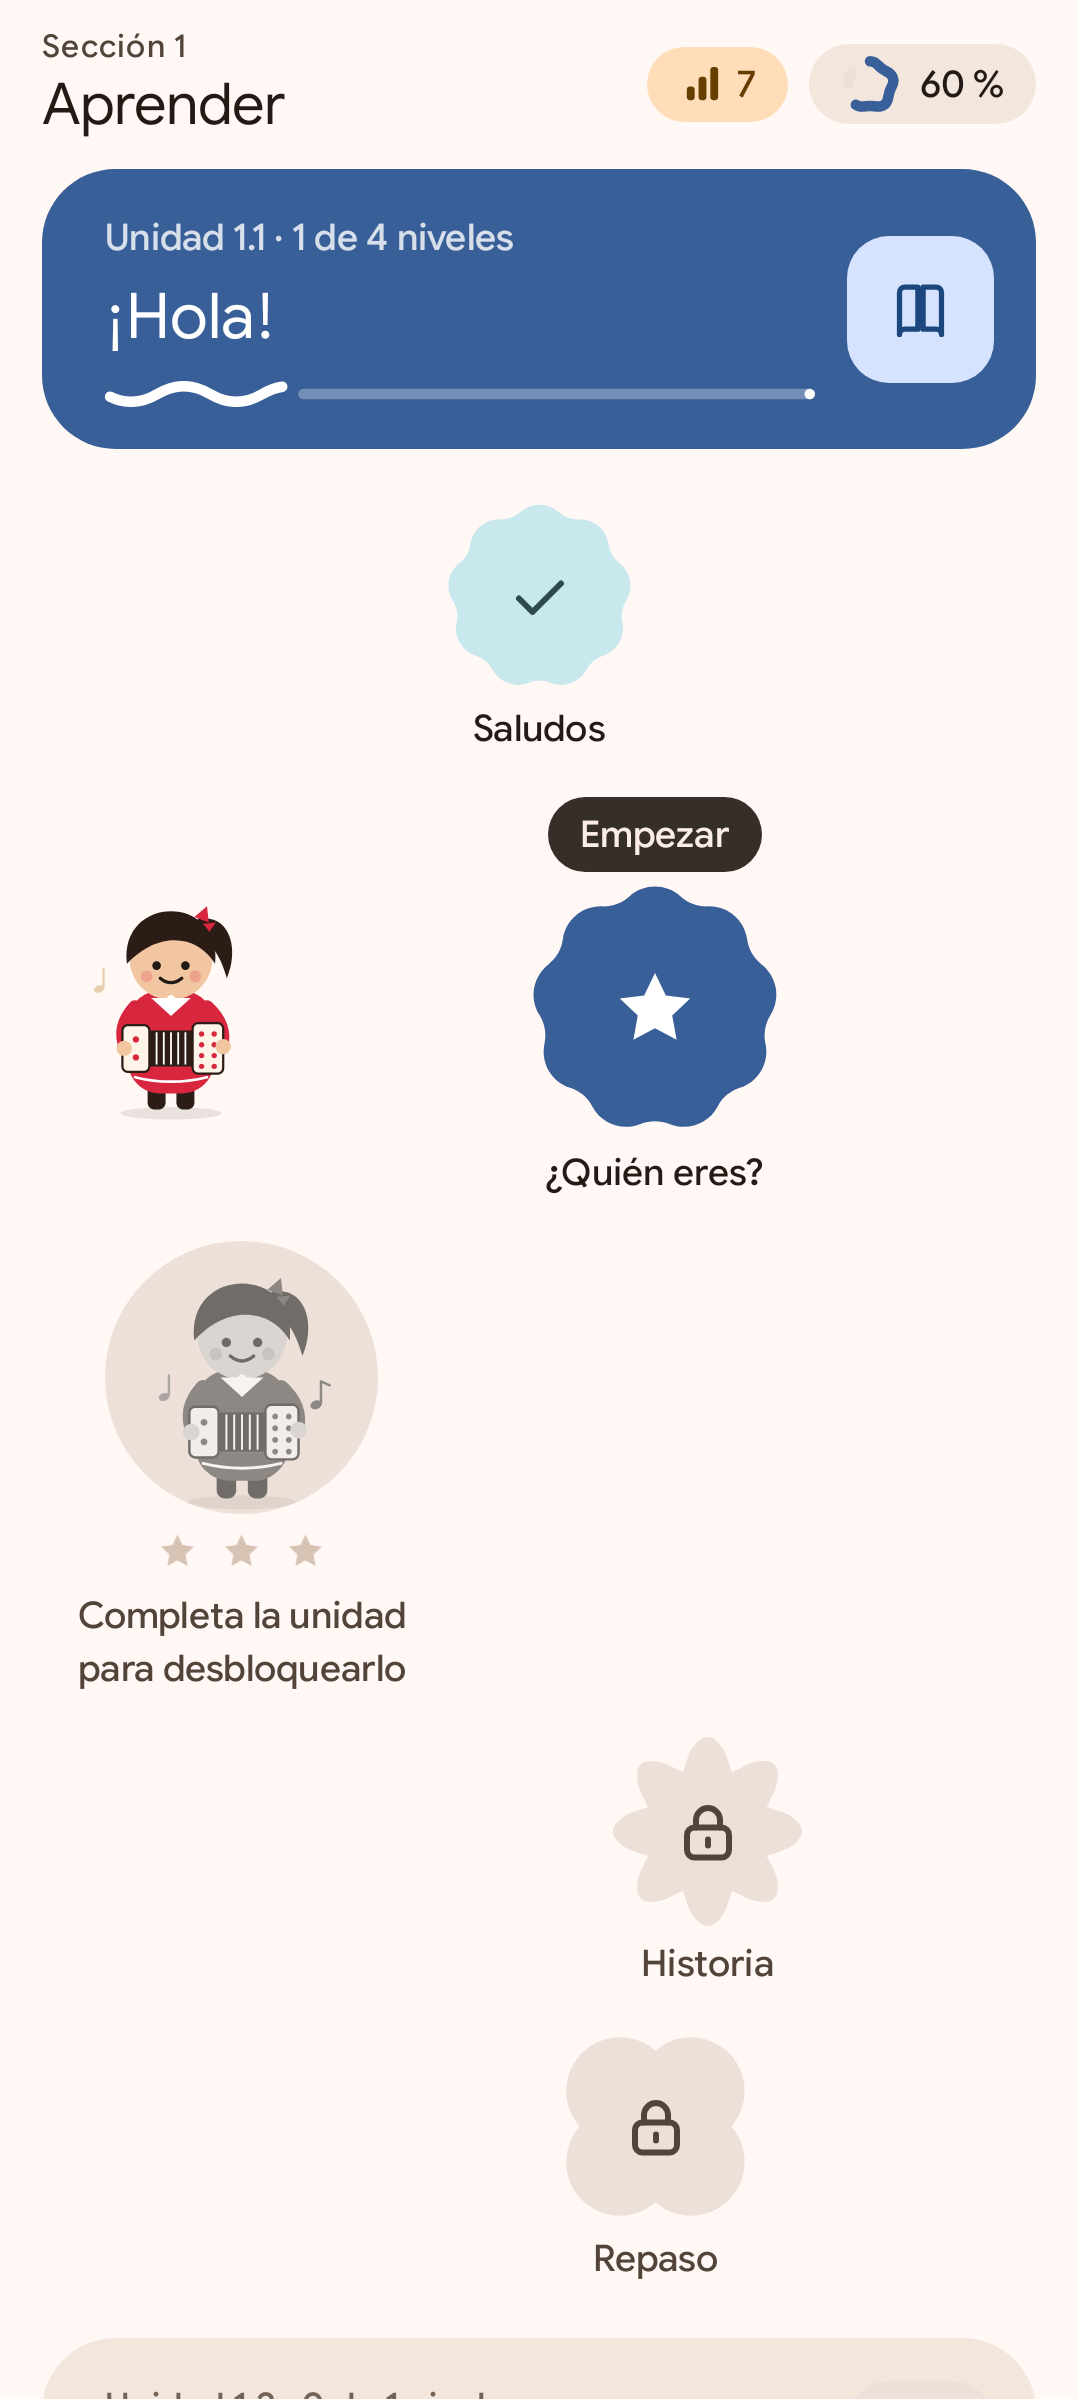 Sección 1
Aprender
7
60 %
Unidad 1.1 · 1 de 4 niveles
¡Hola!
Saludos
Empezar
¿Quién eres?
Completa la unidad
para desbloquearlo
Historia
Repaso